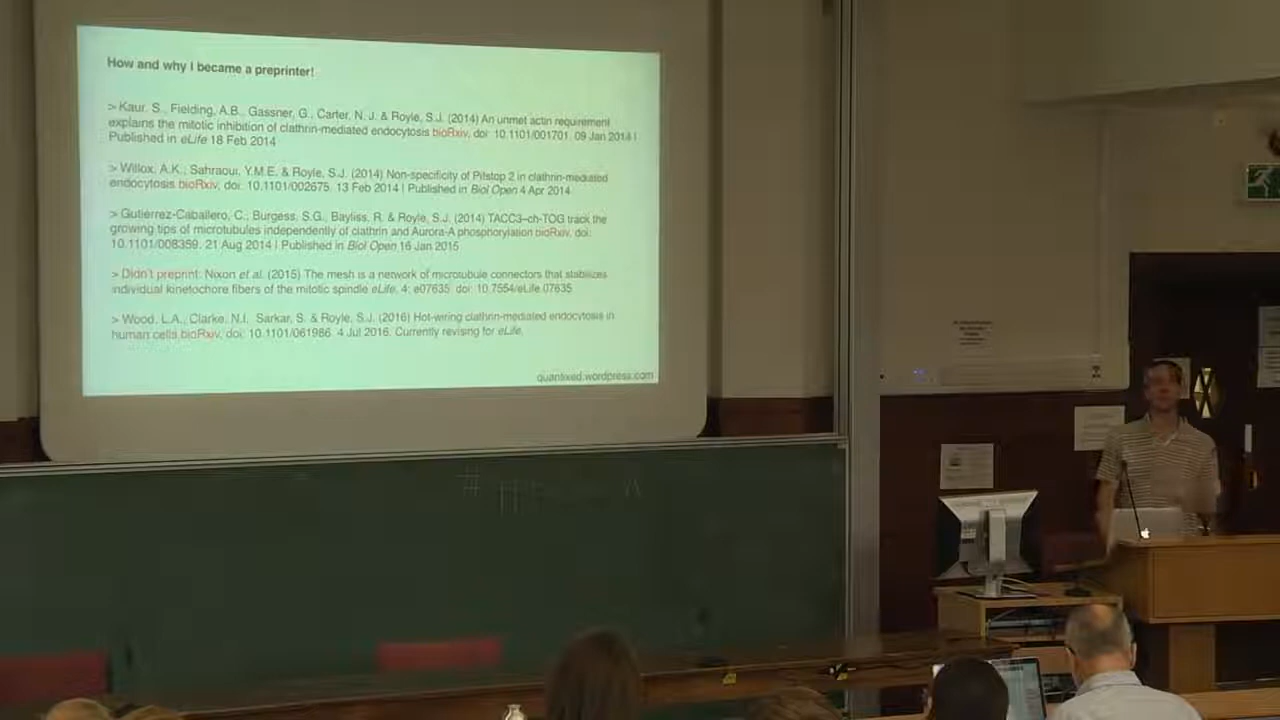 How and why I became a preprinter!
> Kaur, S., Fielding, A.B., Gassner, G., Carter, N. J. & Royle, S.J. (2014) An unmet actin requirement
explains the mitotic inhibition of clathrin-mediated endocytosis bioRxiv, doi: 10.1101/001701. 09 Jan 2014 |
Published in eLife 18 Feb 2014
> Willox, A.K., Sahraoui, Y.M.E. & Royle, S.J. (2014) Non-specificity of Pitstop 2 in clathrin-mediated
endocytosis bioRxiv, doi: 10.1101/002675. 13 Feb 2014 | Published in Biol Open 4 Apr 2014
> Gutierrez-Caballero, C., Burgess, S.G., Bayliss, R. & Royle, S.J. (2014) TACC3–ch-TOG track the
growing tips of microtubules independently of clathrin and Aurora-A phosphorylation bioRxiv, doi:
10.1101/008359. 21 Aug 2014 | Published in Biol Open 16 Jan 2015
> Didn't preprint: Nixon et al. (2015) The mesh is a network of microtubule connectors that stabilizes
individual kinetochore fibers of the mitotic spindle eLife, 4: e07635. doi: 10.7554/eLife.07635
> Wood, L.A., Clarke, N.I., Sarkar, S. & Royle, S.J. (2016) Hot-wiring clathrin-mediated endocytosis in
human cells bioRxiv, doi: 10.1101/061986. 4 Jul 2016. Currently revising for eLife.
quantixed.wordpress.com